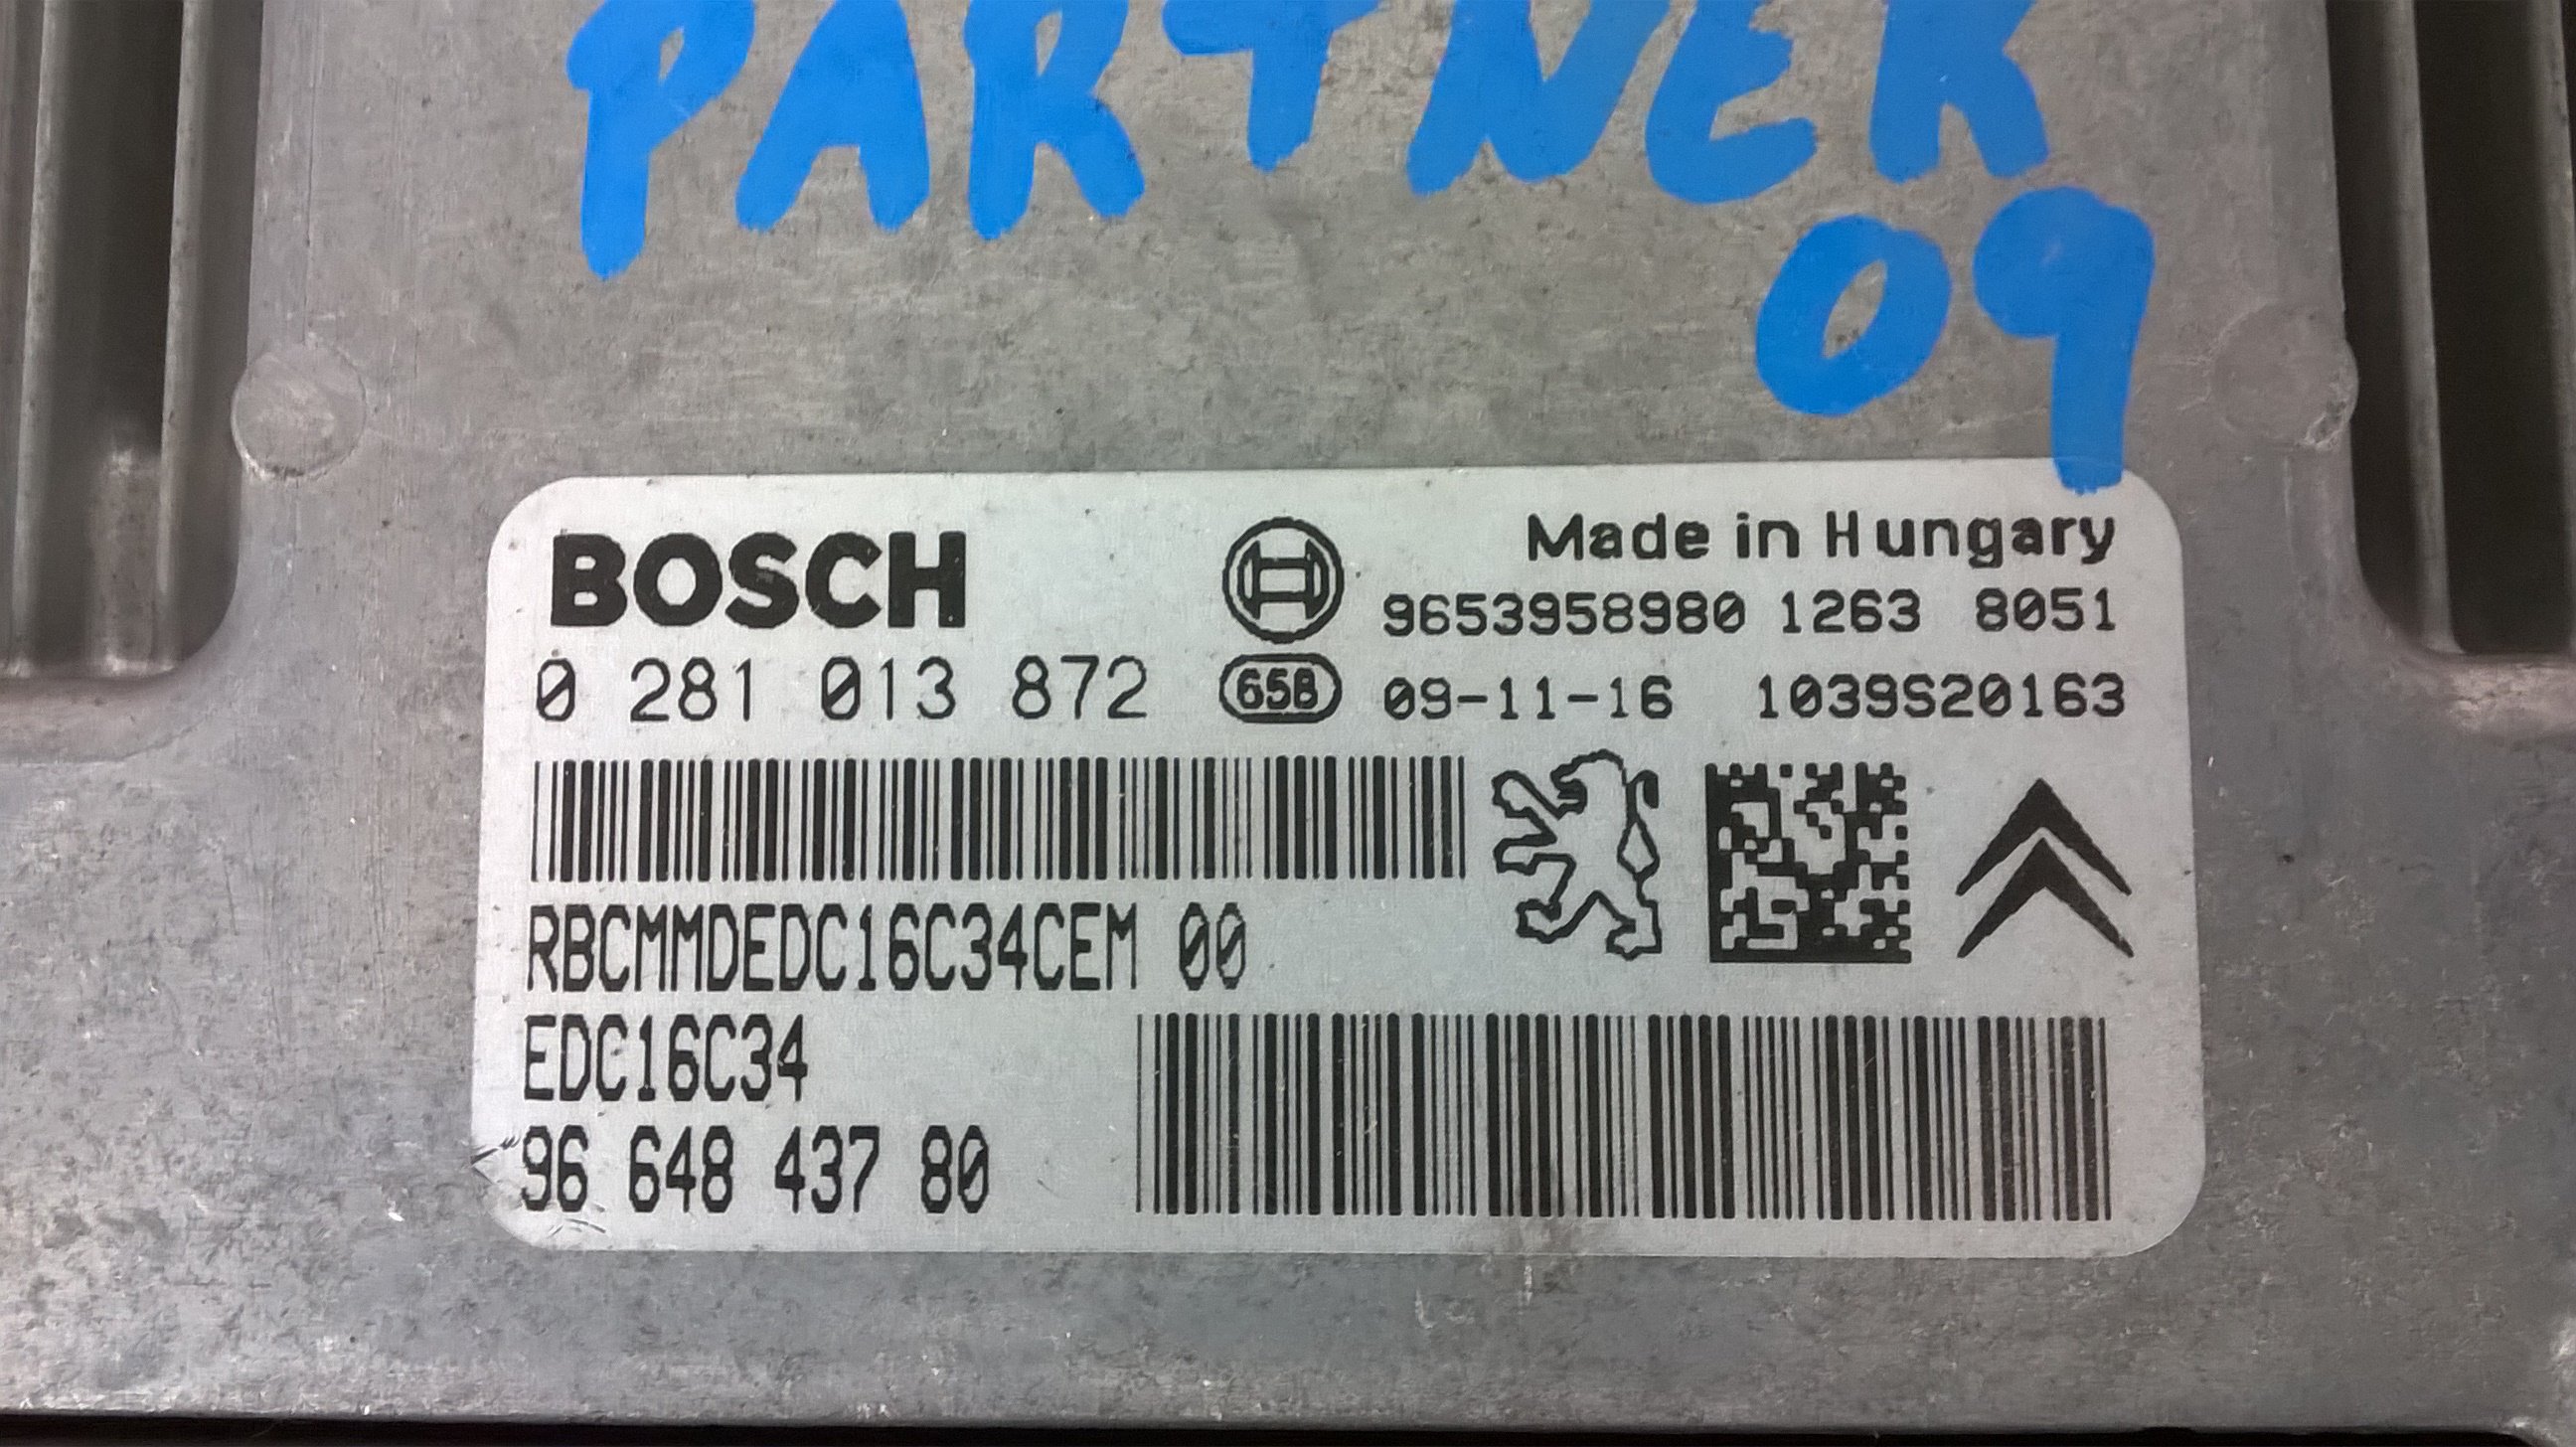 PARTNER
09
BOSCH
Made in Hungary
9653958980 1263 8051
0 281 013 872
65B
09-11-16 1039S20163
RBCMMDEDC16C34CEM 00
EDC16C34
96 648 437 80